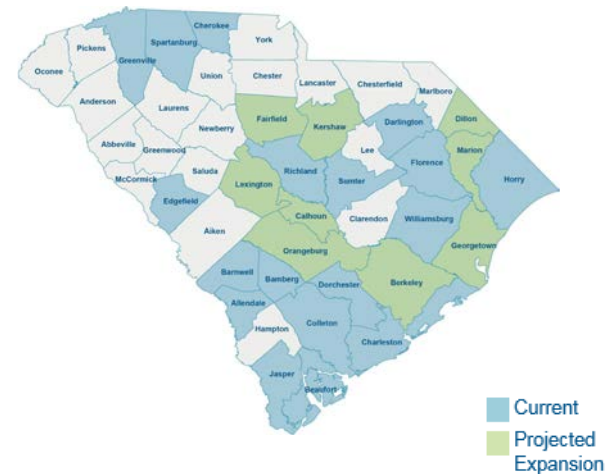 Cherokee
Spartanburg
Greenville
Pickens
Oconee
York
Union
Chester
Lancaster
Chesterfield
Marlboro
Anderson
Laurens
Fairfield
Kershaw
Darlington
Dillon
Abbeville
Greenwood
Newberry
Lee
Marion
McCormick
Saluda
Richland
Florence
Horry
Edgefield
Lexington
Sumter
Aiken
Calhoun
Clarendon
Williamsburg
Orangeburg
Georgetown
Barnwell
Bamberg
Dorchester
Berkeley
Allendale
Hampton
Colleton
Charleston
Jasper
Beaufort
Current
Projected
Expansion